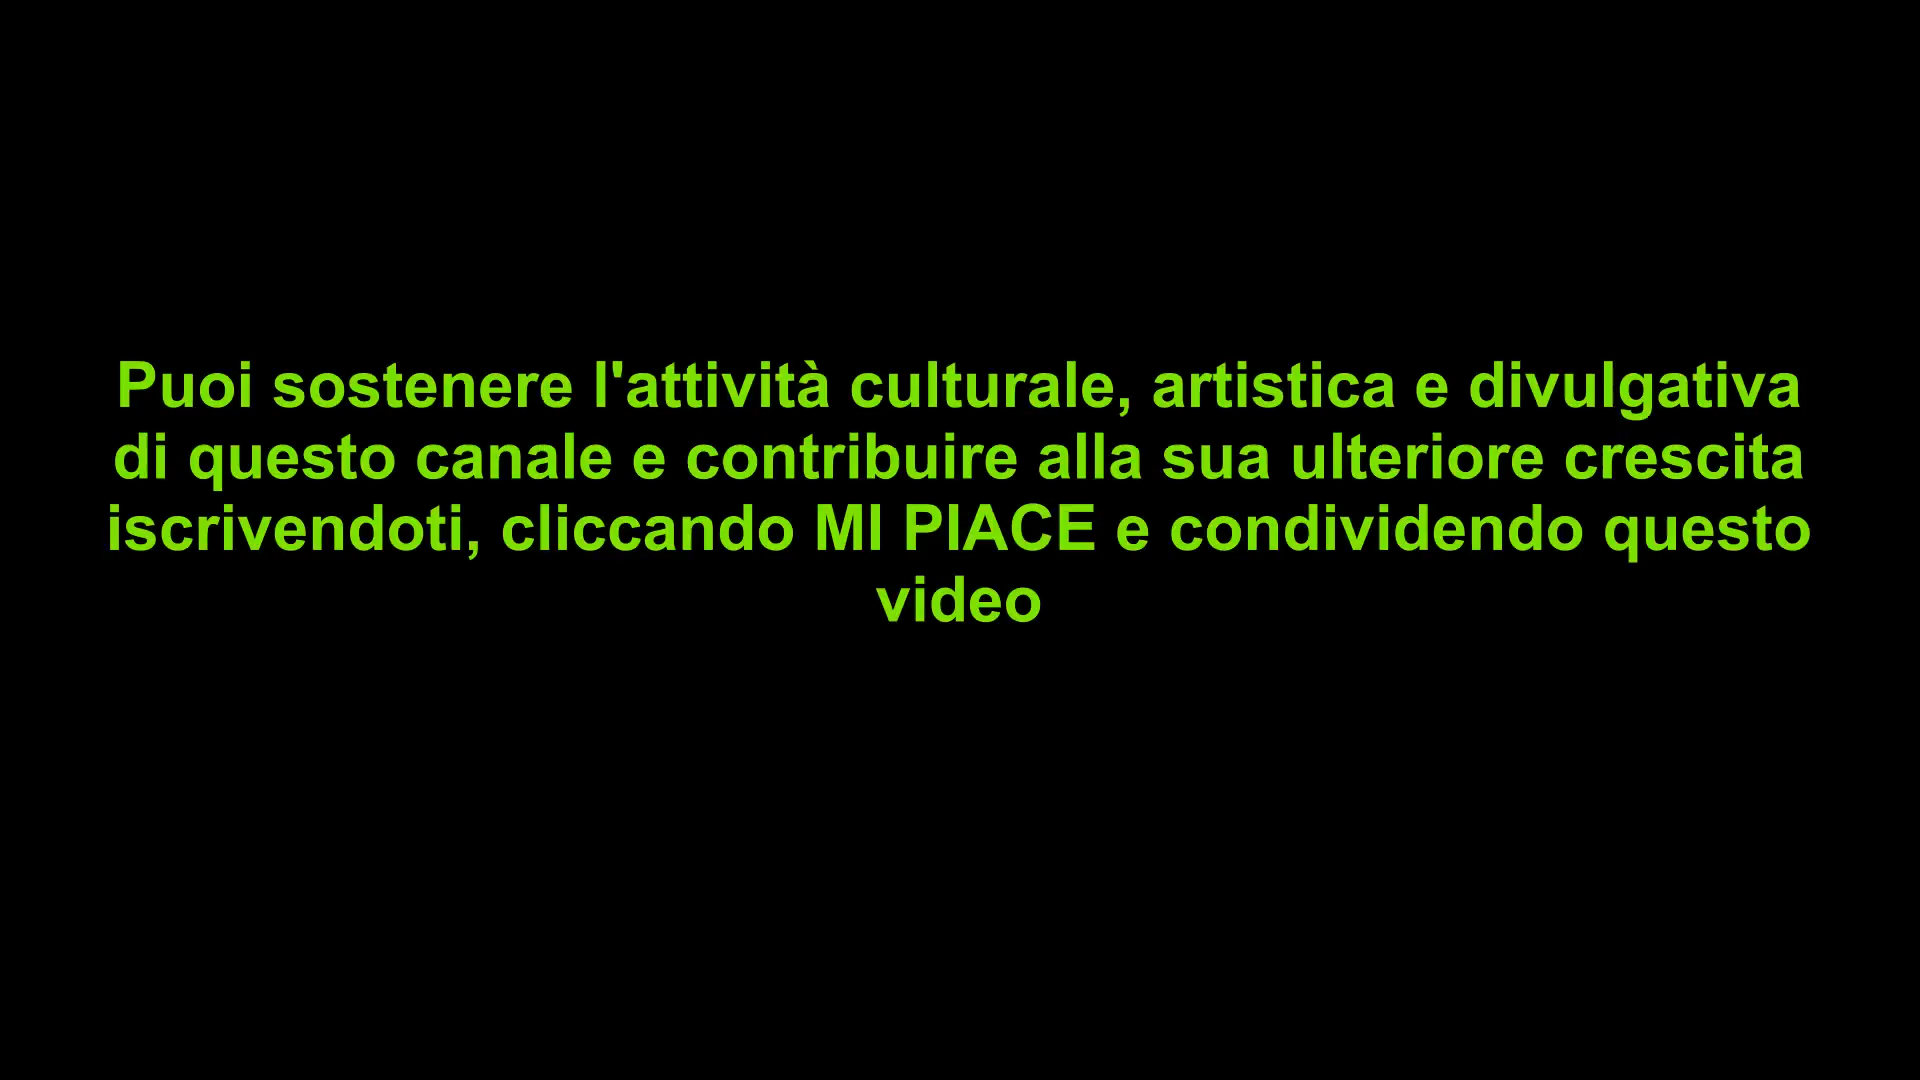 Puoi sostenere l'attività culturale, artistica e divulgativa
di questo canale e contribuire alla sua ulteriore crescita
iscrivendoti, cliccando MI PIACE e condividendo questo
video